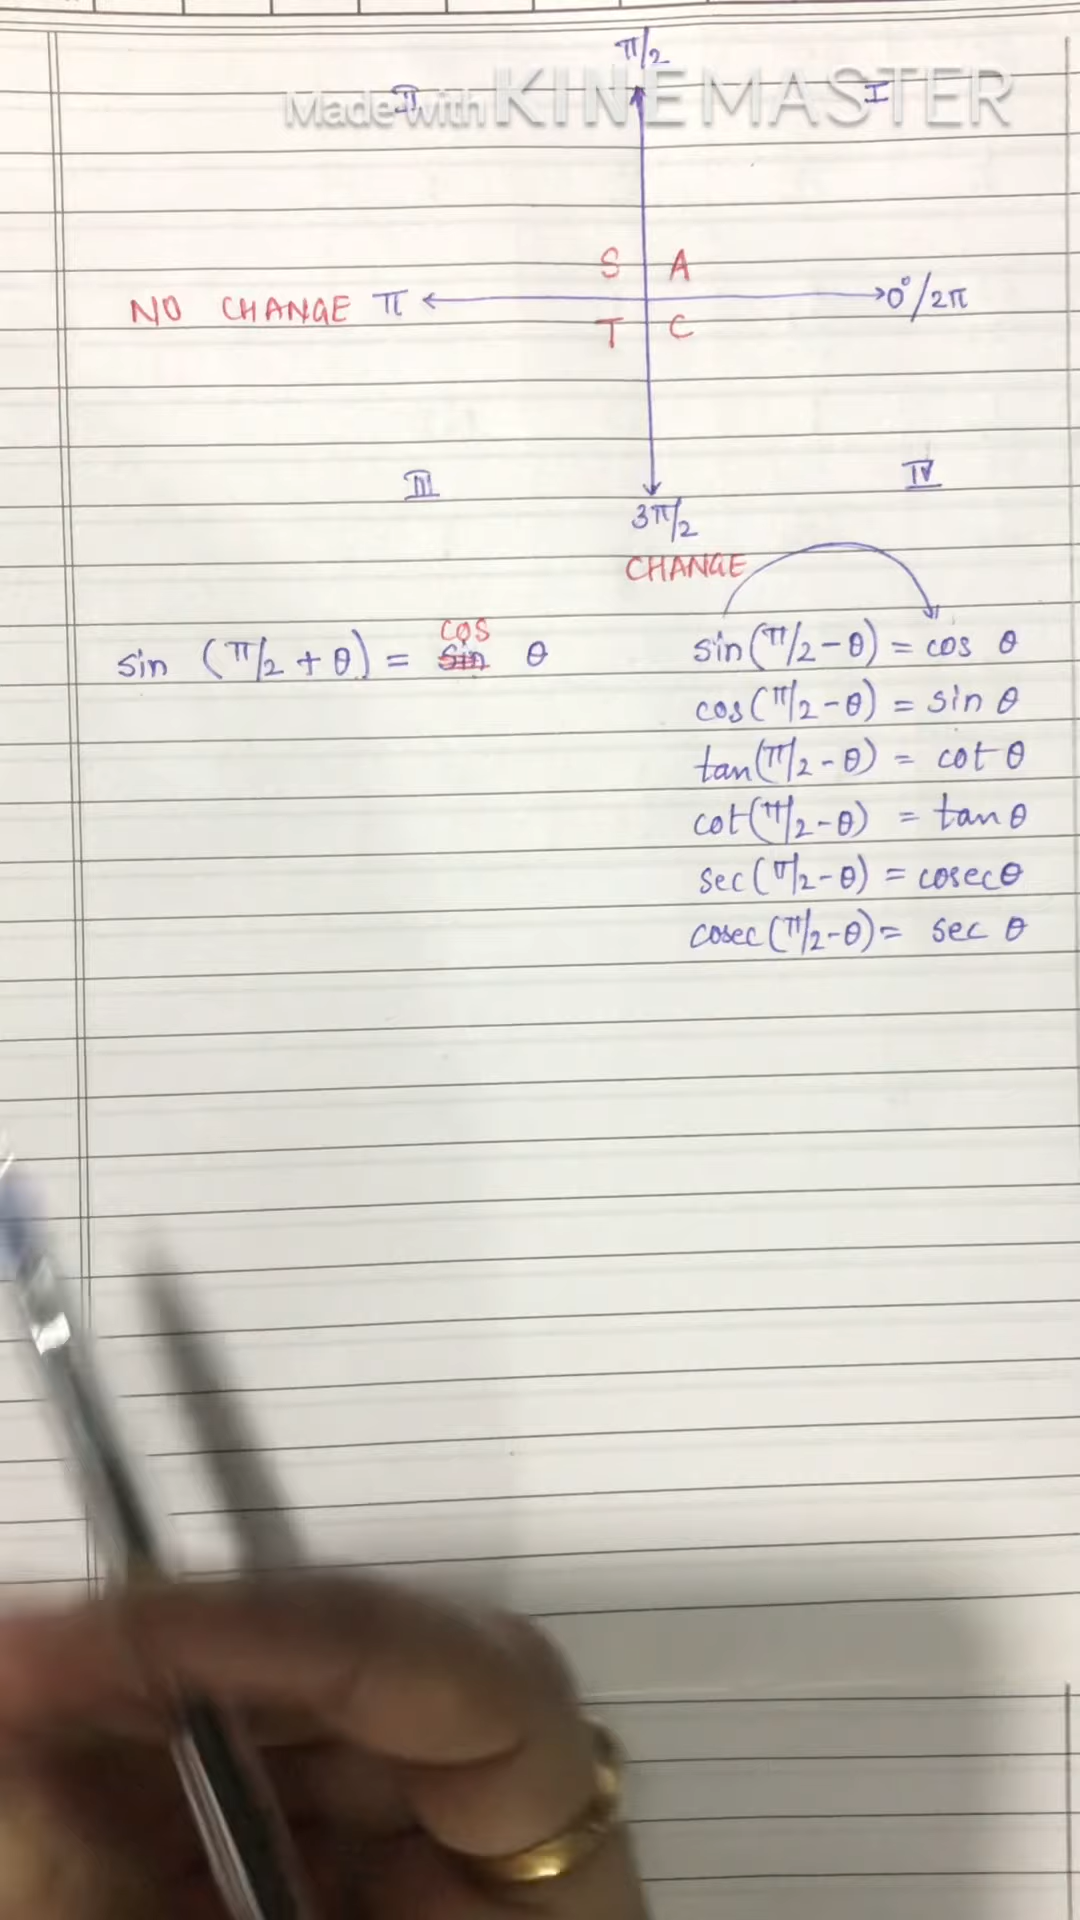 π/2
Made with KINEMASTER
II I
S A
NO CHANGE π 0°/2π
T C
III IV
3π/2
CHANGE
cos
sin (π/2 + θ) = sin θ
sin(π/2 - θ) = cos θ
cos(π/2 - θ) = sin θ
tan(π/2 - θ) = cot θ
cot(π/2 - θ) = tan θ
sec(π/2 - θ) = cosec θ
cosec(π/2 - θ) = sec θ